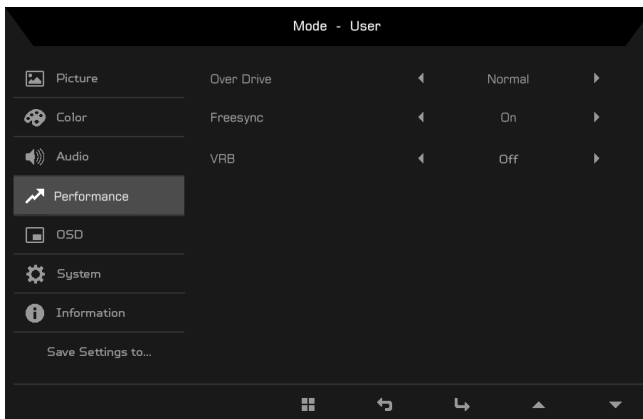 Mode - User
Picture
Over Drive Normal
Color
Freesync On
Audio
VRB Off
Performance
OSD
System
Information
Save Settings to...